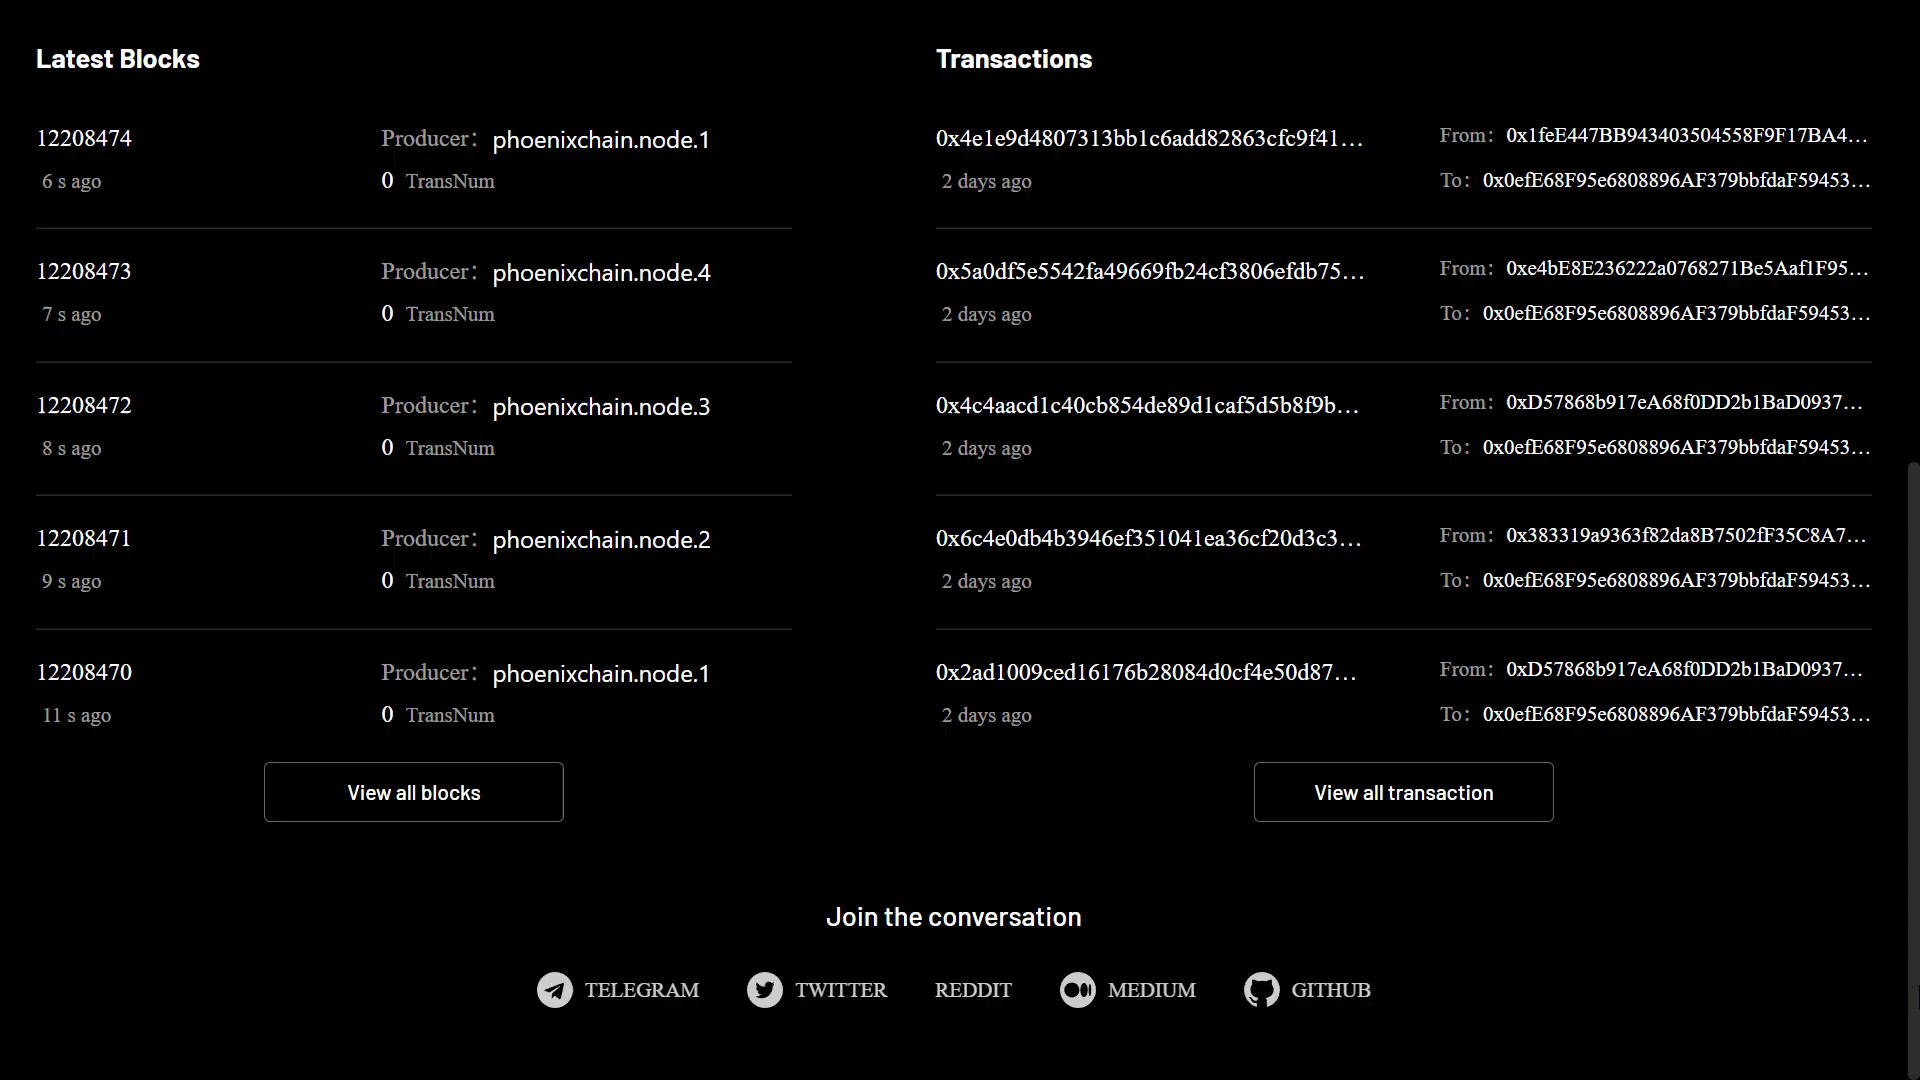 Latest Blocks
12208474
Producer： phoenixchain.node.1
6 s ago
0 TransNum
12208473
Producer： phoenixchain.node.4
7 s ago
0 TransNum
12208472
Producer： phoenixchain.node.3
8 s ago
0 TransNum
12208471
Producer： phoenixchain.node.2
9 s ago
0 TransNum
12208470
Producer： phoenixchain.node.1
11 s ago
0 TransNum
View all blocks
Transactions
0x4e1e9d4807313bb1c6add82863cfc9f41...
From： 0x1feE447BB943403504558F9F17BA4...
2 days ago
To： 0x0efE68F95e6808896AF379bbfdaF59453...
0x5a0df5e5542fa49669fb24cf3806efdb75...
From： 0xe4bE8E236222a0768271Be5Aaf1F95...
2 days ago
To： 0x0efE68F95e6808896AF379bbfdaF59453...
0x4c4aacd1c40cb854de89d1caf5d5b8f9b...
From： 0xD57868b917eA68f0DD2b1BaD0937...
2 days ago
To： 0x0efE68F95e6808896AF379bbfdaF59453...
0x6c4e0db4b3946ef351041ea36cf20d3c3...
From： 0x383319a9363f82da8B7502fF35C8A7...
2 days ago
To： 0x0efE68F95e6808896AF379bbfdaF59453...
0x2ad1009ced16176b28084d0cf4e50d87...
From： 0xD57868b917eA68f0DD2b1BaD0937...
2 days ago
To： 0x0efE68F95e6808896AF379bbfdaF59453...
View all transaction
Join the conversation
TELEGRAM TWITTER REDDIT MEDIUM GITHUB